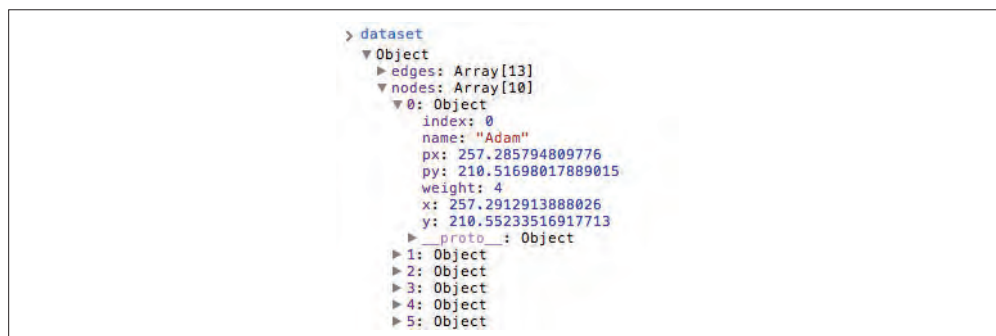 > dataset
▼Object
▶edges: Array[13]
▼nodes: Array[10]
▼0: Object
index: 0
name: "Adam"
px: 257.285794809776
py: 210.51698017889015
weight: 4
x: 257.2912913888026
y: 210.55233516917713
▶__proto__: Object
▶1: Object
▶2: Object
▶3: Object
▶4: Object
▶5: Object